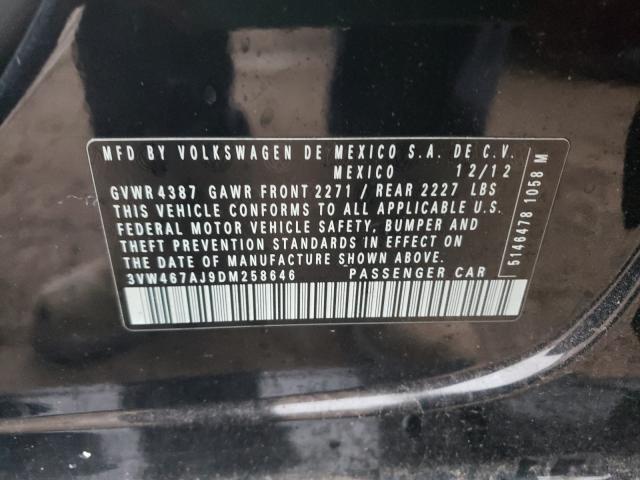 MFD BY VOLKSWAGEN DE MEXICO S.A. DE C.V.
MEXICO 12/12
GVWR 4387 GAWR FRONT 2271 / REAR 2227 LBS
THIS VEHICLE CONFORMS TO ALL APPLICABLE U.S.
FEDERAL MOTOR VEHICLE SAFETY, BUMPER AND
THEFT PREVENTION STANDARDS IN EFFECT ON
THE DATE OF MANUFACTURE SHOWN ABOVE.
3VW467AJ9DM258646 PASSENGER CAR
5146478 1058 M